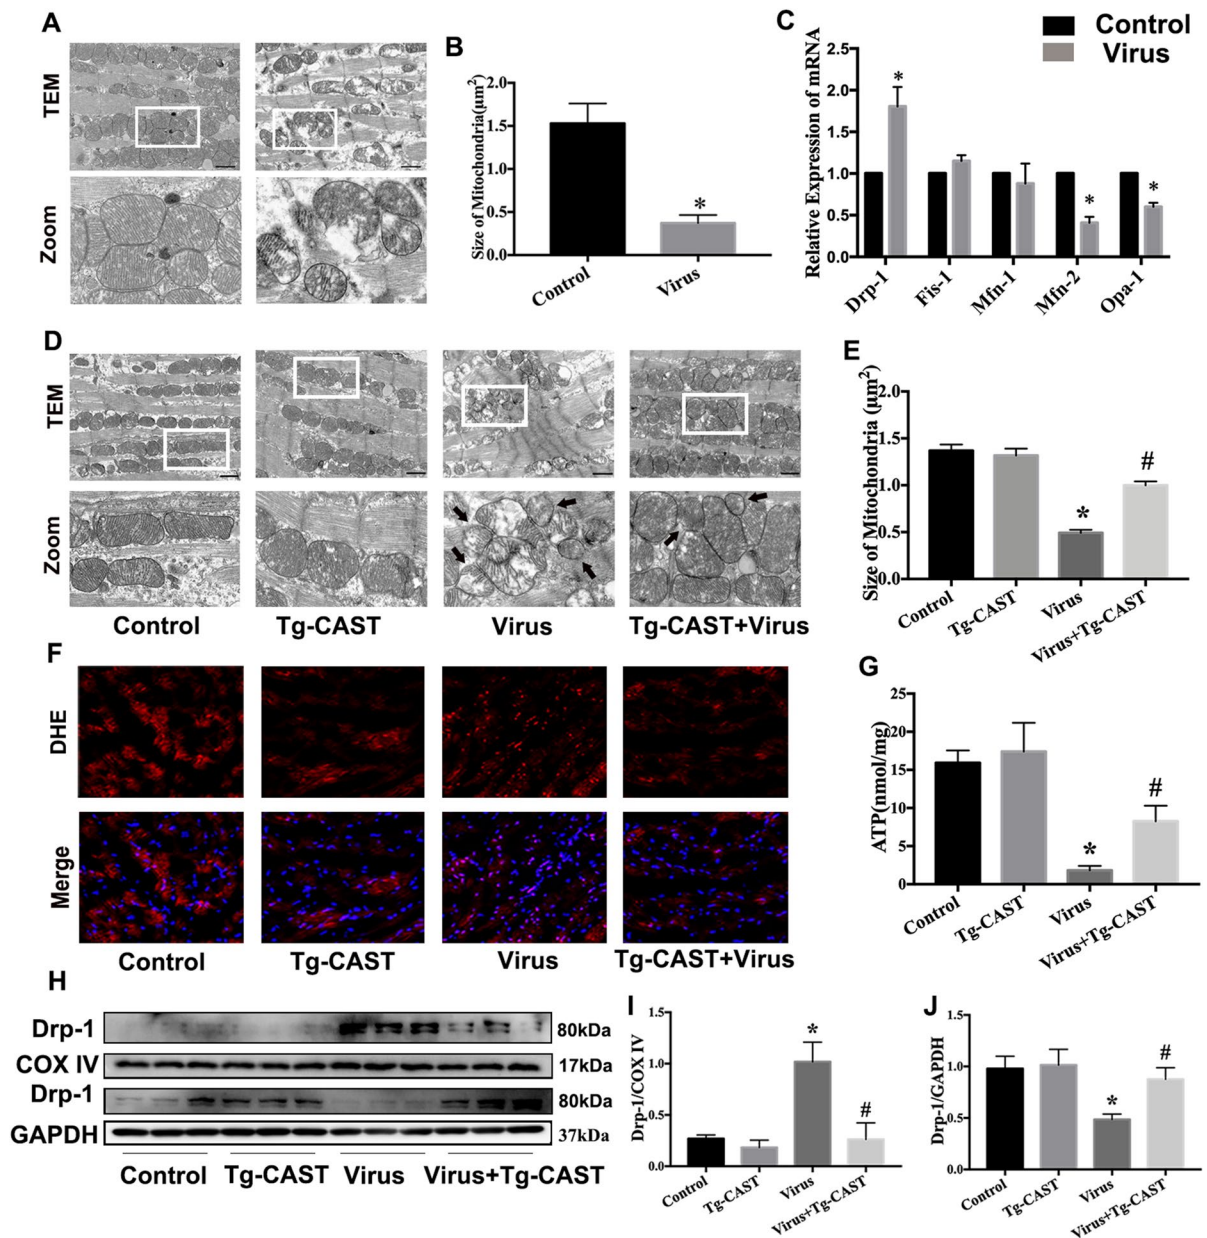 A
TEM
Zoom
B
Size of Mitochondria(μm²)
2.0
1.5
1.0
0.5
0.0
*
Control
Virus
C
Control
Virus
Relative Expression of mRNA
2.5
2.0
1.5
1.0
0.5
0.0
*
*
*
Drp-1
Fis-1
Mfn-1
Mfn-2
Opa-1
D
TEM
Zoom
Control
Tg-CAST
Virus
Tg-CAST+Virus
E
Size of Mitochondria (μm²)
2.0
1.5
1.0
0.5
0.0
*
#
Control
Tg-CAST
Virus
Virus+Tg-CAST
F
DHE
Merge
Control
Tg-CAST
Virus
Tg-CAST+Virus
G
ATP(nmol/mg)
25
20
15
10
5
0
*
#
Control
Tg-CAST
Virus
Virus+Tg-CAST
H
Drp-1
80kDa
COX IV
17kDa
Drp-1
80kDa
GAPDH
37kDa
Control
Tg-CAST
Virus
Virus+Tg-CAST
I
Drp-1/COX IV
1.5
1.0
0.5
0.0
*
#
Control
Tg-CAST
Virus
Virus+Tg-CAST
J
Drp-1/GAPDH
1.5
1.0
0.5
0.0
*
#
Control
Tg-CAST
Virus
Virus+Tg-CAST